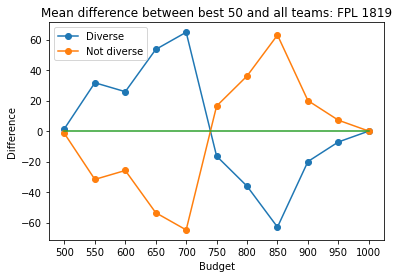 Mean difference between best 50 and all teams: FPL 1819
Diverse
Not diverse
Difference
60
40
20
0
−20
−40
−60
500 550 600 650 700 750 800 850 900 950 1000
Budget